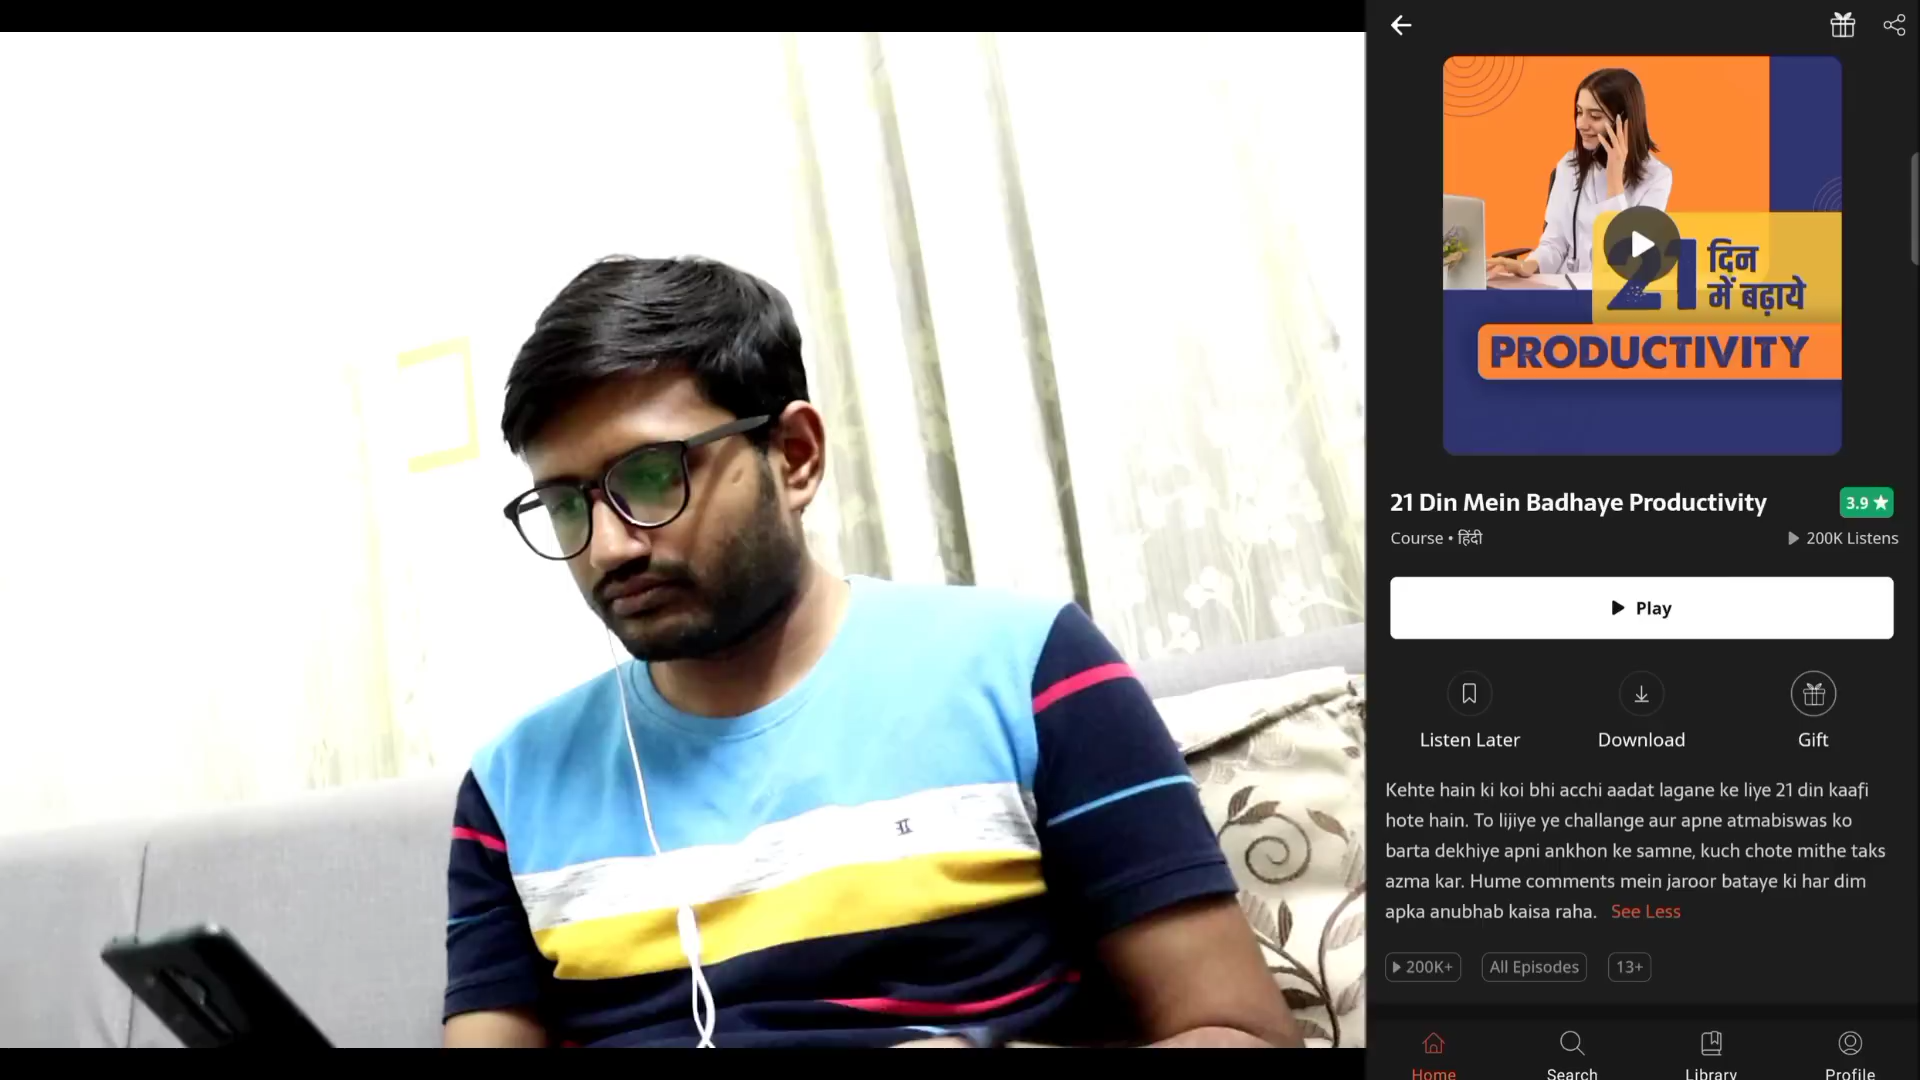 21 दिन
में बढ़ाये
PRODUCTIVITY
21 Din Mein Badhaye Productivity
3.9 ★
Course • हिंदी
200K Listens
Play
Listen Later
Download
Gift
Kehte hain ki koi bhi acchi aadat lagane ke liye 21 din kaafi
hote hain. To lijiye ye challange aur apne atmabiswas ko
barta dekhiye apni ankhon ke samne, kuch chote mithe taks
azma kar. Hume comments mein jaroor bataye ki har dim
apka anubhab kaisa raha. See Less
200K+
All Episodes
13+
Home
Search
Library
Profile